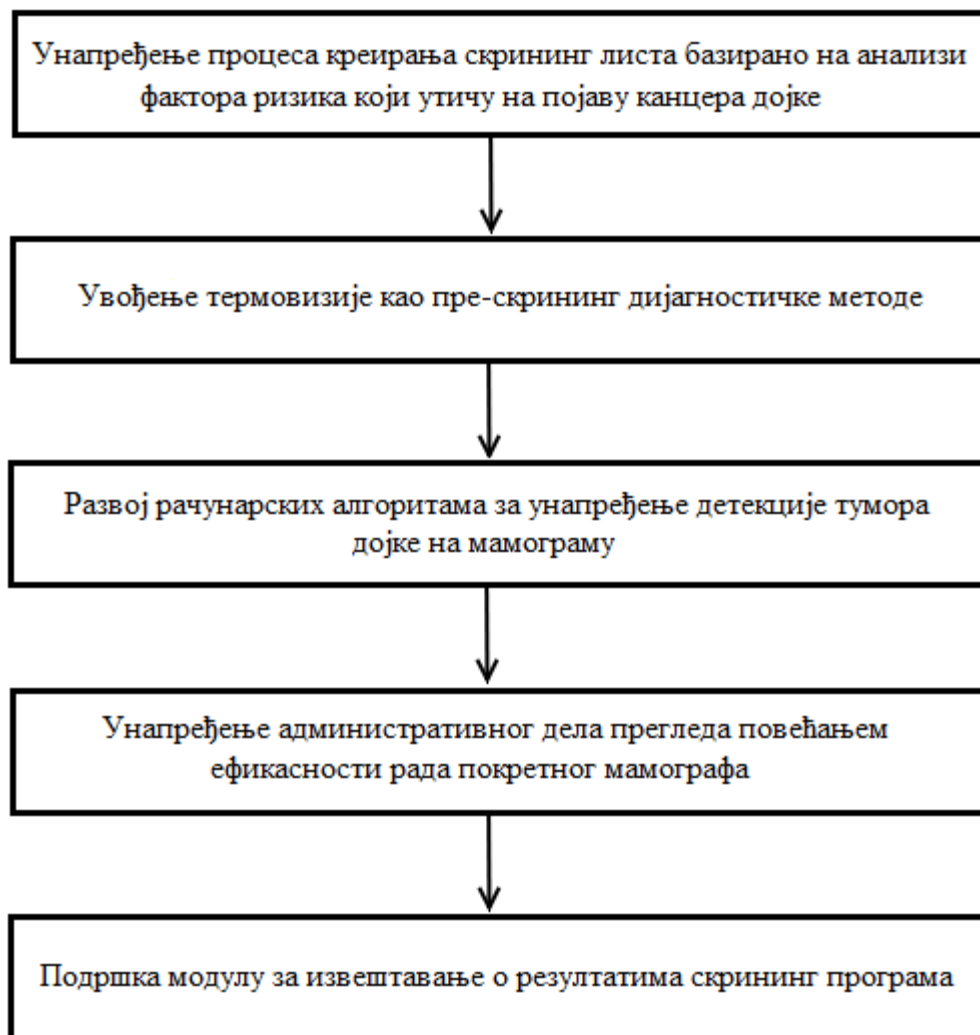 Унапређење процеса креирања скрининг листа базирано на анализи
фактора ризика који утичу на појаву канцера дојке
Увођење термовизије као пре-скрининг дијагностичке методе
Развој рачунарских алгоритама за унапређење детекције тумора
дојке на мамограму
Унапређење административног дела прегледа повећањем
ефикасности рада покретног мамографа
Подршка модулу за извештавање о резултатима скрининг програма